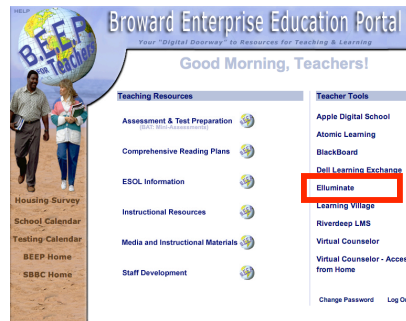 HELP
B.E.E.P
FOR Teachers
Broward Enterprise Education Portal
Your "Digital Doorway" to Resources for Teaching & Learning
Good Morning, Teachers!
Teaching Resources
Assessment & Test Preparation
(BAT: Mini-Assessments)
Comprehensive Reading Plans
ESOL Information
Instructional Resources
Media and Instructional Materials
Staff Development
Teacher Tools
Apple Digital School
Atomic Learning
BlackBoard
Dell Learning Exchange
Elluminate
Learning Village
Riverdeep LMS
Virtual Counselor
Virtual Counselor - Acces
from Home
Change Password Log O
Housing Survey
School Calendar
Testing Calendar
BEEP Home
SBBC Home